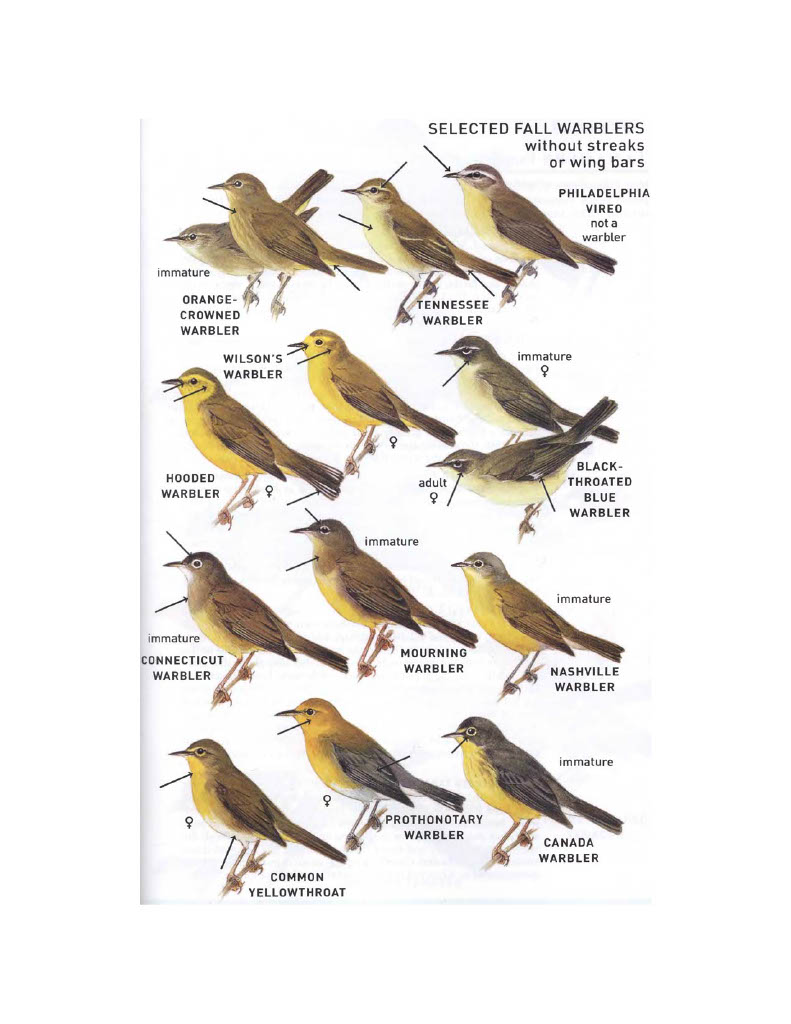 SELECTED FALL WARBLERS
without streaks
or wing bars
PHILADELPHIA
VIREO
not a
warbler
immature
ORANGE-
CROWNED
WARBLER
TENNESSEE
WARBLER
WILSON'S
WARBLER
♀
immature
♀
HOODED
WARBLER
♀
adult
♀
BLACK-
THROATED
BLUE
WARBLER
immature
CONNECTICUT
WARBLER
immature
MOURNING
WARBLER
immature
NASHVILLE
WARBLER
♀
COMMON
YELLOWTHROAT
♀
PROTHONOTARY
WARBLER
immature
CANADA
WARBLER